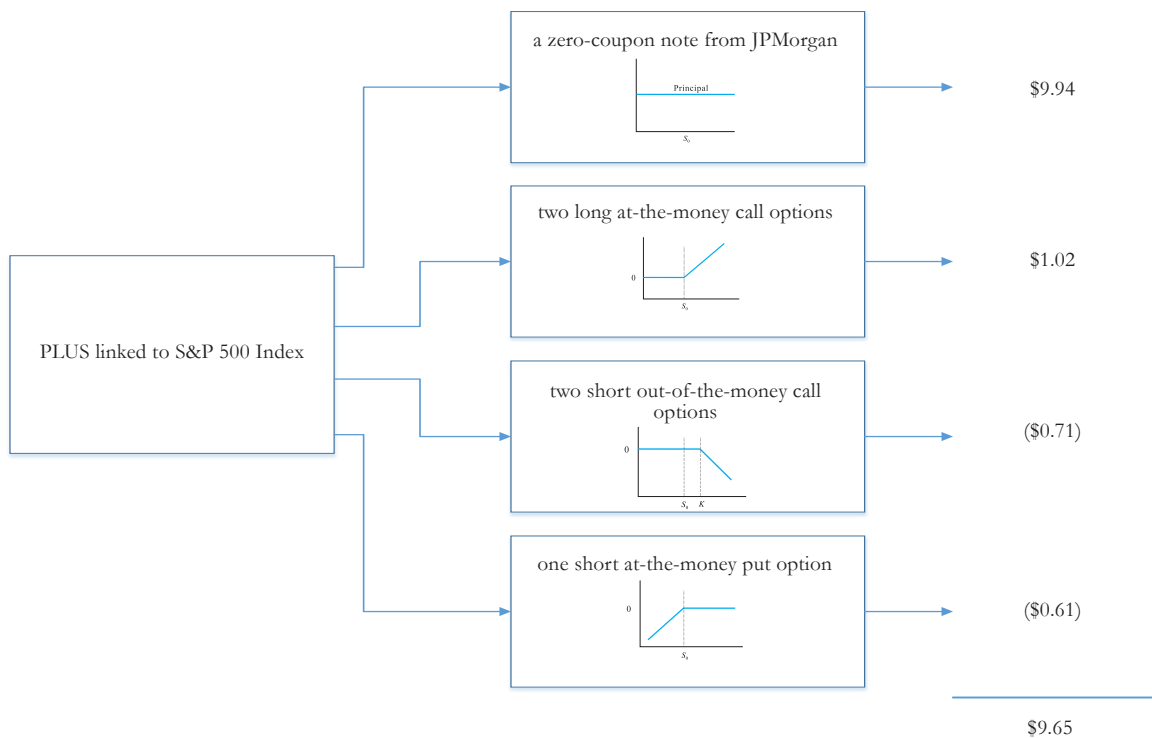 a zero-coupon note from JPMorgan
Principal
S₀
$9.94
two long at-the-money call options
0
S₀
$1.02
PLUS linked to S&P 500 Index
two short out-of-the-money call
options
0
S₀ K
($0.71)
one short at-the-money put option
0
S₀
($0.61)
$9.65